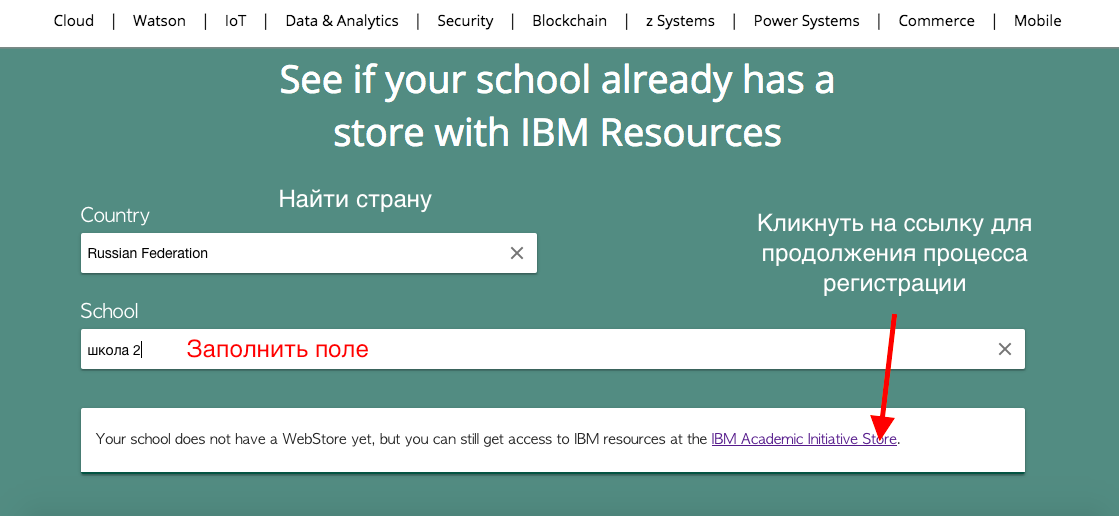 Cloud | Watson | IoT | Data & Analytics | Security | Blockchain | z Systems | Power Systems | Commerce | Mobile
See if your school already has a
store with IBM Resources
Найти страну
Country
Russian Federation
Кликнуть на ссылку для
продолжения процесса
регистрации
School
школа 2
Заполнить поле
Your school does not have a WebStore yet, but you can still get access to IBM resources at the IBM Academic Initiative Store.